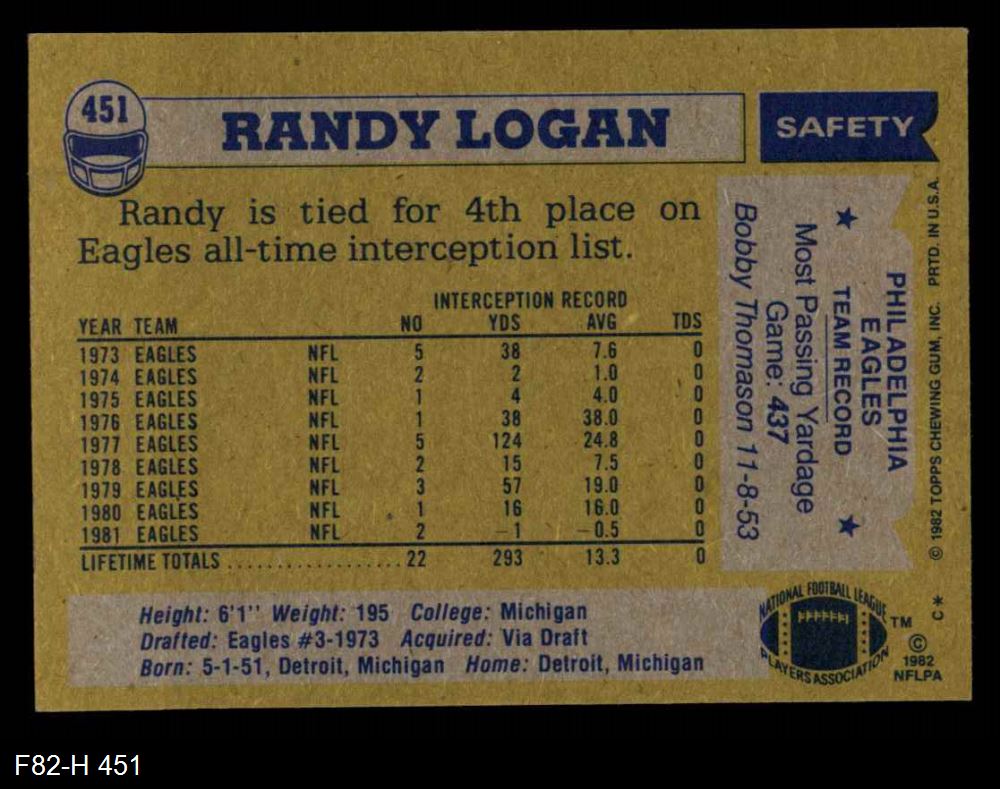 451
RANDY LOGAN
SAFETY
Randy is tied for 4th place on
Eagles all-time interception list.
INTERCEPTION RECORD
YEAR TEAM NO YDS AVG TDS
1973 EAGLES NFL 5 38 7.6 0
1974 EAGLES NFL 2 2 1.0 0
1975 EAGLES NFL 1 4 4.0 0
1976 EAGLES NFL 1 38 38.0 0
1977 EAGLES NFL 5 124 24.8 0
1978 EAGLES NFL 2 15 7.5 0
1979 EAGLES NFL 3 57 19.0 0
1980 EAGLES NFL 1 16 16.0 0
1981 EAGLES NFL 2 –1 –0.5 0
LIFETIME TOTALS .................. 22 293 13.3 0
Height: 6'1" Weight: 195 College: Michigan
Drafted: Eagles #3-1973 Acquired: Via Draft
Born: 5-1-51, Detroit, Michigan Home: Detroit, Michigan
PHILADELPHIA
EAGLES
★ TEAM RECORD ★
Most Passing Yardage
Game: 437
Bobby Thomason 11-8-53
© 1982 TOPPS CHEWING GUM, INC. PRTD. IN U.S.A.
C*
NATIONAL FOOTBALL LEAGUE
PLAYERS ASSOCIATION
TM
©
1982
NFLPA
F82-H 451